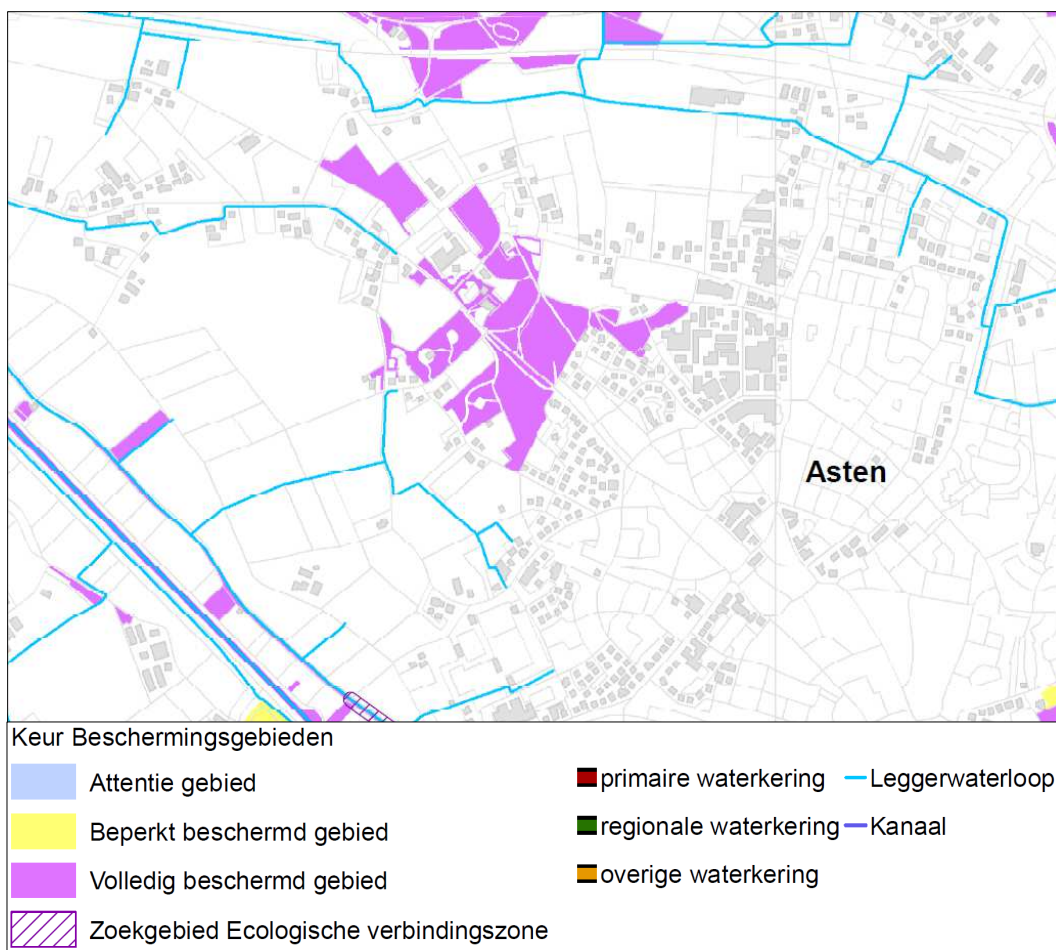 Asten
Keur Beschermingsgebieden
Attentie gebied
Beperkt beschermd gebied
Volledig beschermd gebied
Zoekgebied Ecologische verbindingszone
primaire waterkering
regionale waterkering
overige waterkering
Leggerwaterloop
Kanaal